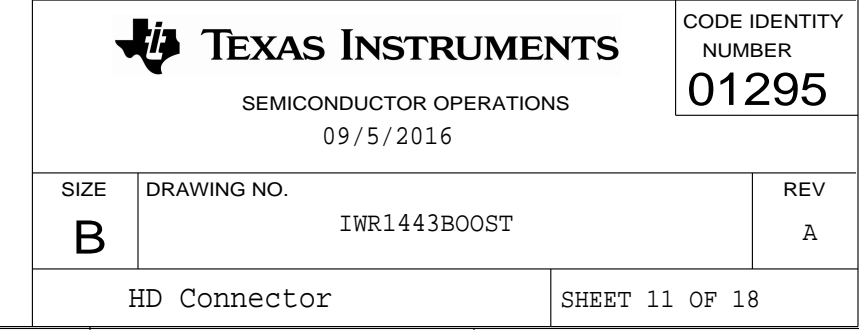 TEXAS INSTRUMENTS
CODE IDENTITY
NUMBER
01295
SEMICONDUCTOR OPERATIONS
09/5/2016
SIZE
B
DRAWING NO.
IWR1443BOOST
REV
A
HD Connector
SHEET 11 OF 18